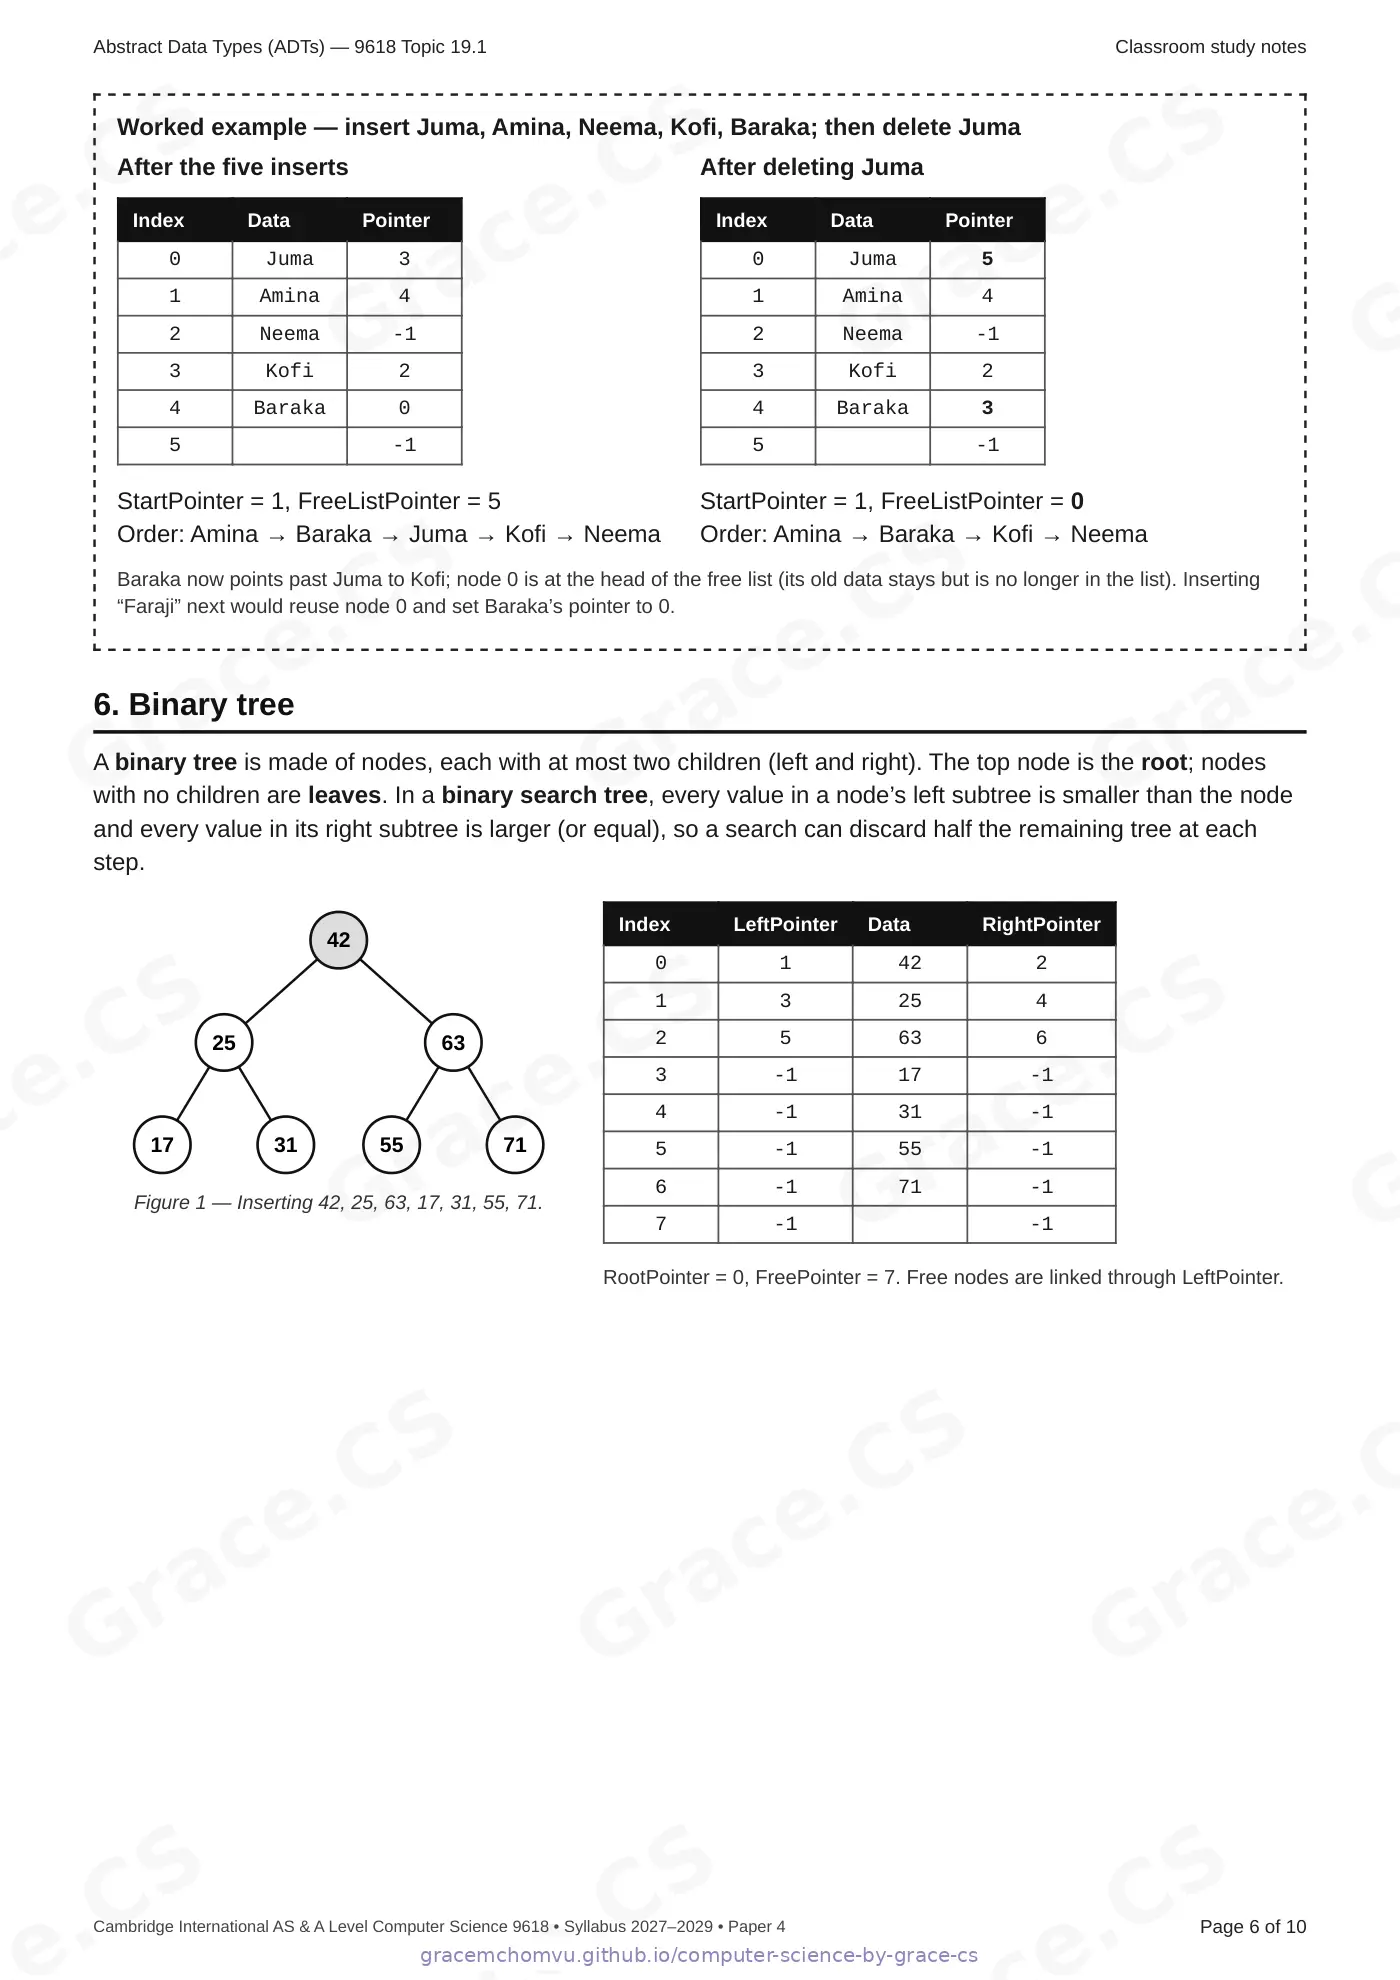 Abstract Data Types (ADTs) — 9618 Topic 19.1 Classroom study notes
Worked example — insert Juma, Amina, Neema, Kofi, Baraka; then delete Juma
After the five inserts
Index Data Pointer
0 Juma 3
1 Amina 4
2 Neema -1
3 Kofi 2
4 Baraka 0
5 -1
StartPointer = 1, FreeListPointer = 5
Order: Amina → Baraka → Juma → Kofi → Neema
After deleting Juma
Index Data Pointer
0 Juma 5
1 Amina 4
2 Neema -1
3 Kofi 2
4 Baraka 3
5 -1
StartPointer = 1, FreeListPointer = 0
Order: Amina → Baraka → Kofi → Neema
Baraka now points past Juma to Kofi; node 0 is at the head of the free list (its old data stays but is no longer in the list). Inserting
“Faraji” next would reuse node 0 and set Baraka’s pointer to 0.
6. Binary tree
A binary tree is made of nodes, each with at most two children (left and right). The top node is the root; nodes
with no children are leaves. In a binary search tree, every value in a node’s left subtree is smaller than the node
and every value in its right subtree is larger (or equal), so a search can discard half the remaining tree at each
step.
42
25 63
17 31 55 71
Figure 1 — Inserting 42, 25, 63, 17, 31, 55, 71.
Index LeftPointer Data RightPointer
0 1 42 2
1 3 25 4
2 5 63 6
3 -1 17 -1
4 -1 31 -1
5 -1 55 -1
6 -1 71 -1
7 -1 -1
RootPointer = 0, FreePointer = 7. Free nodes are linked through LeftPointer.
Grace.CS
Cambridge International AS & A Level Computer Science 9618 • Syllabus 2027–2029 • Paper 4 Page 6 of 10
gracemchomvu.github.io/computer-science-by-grace-cs